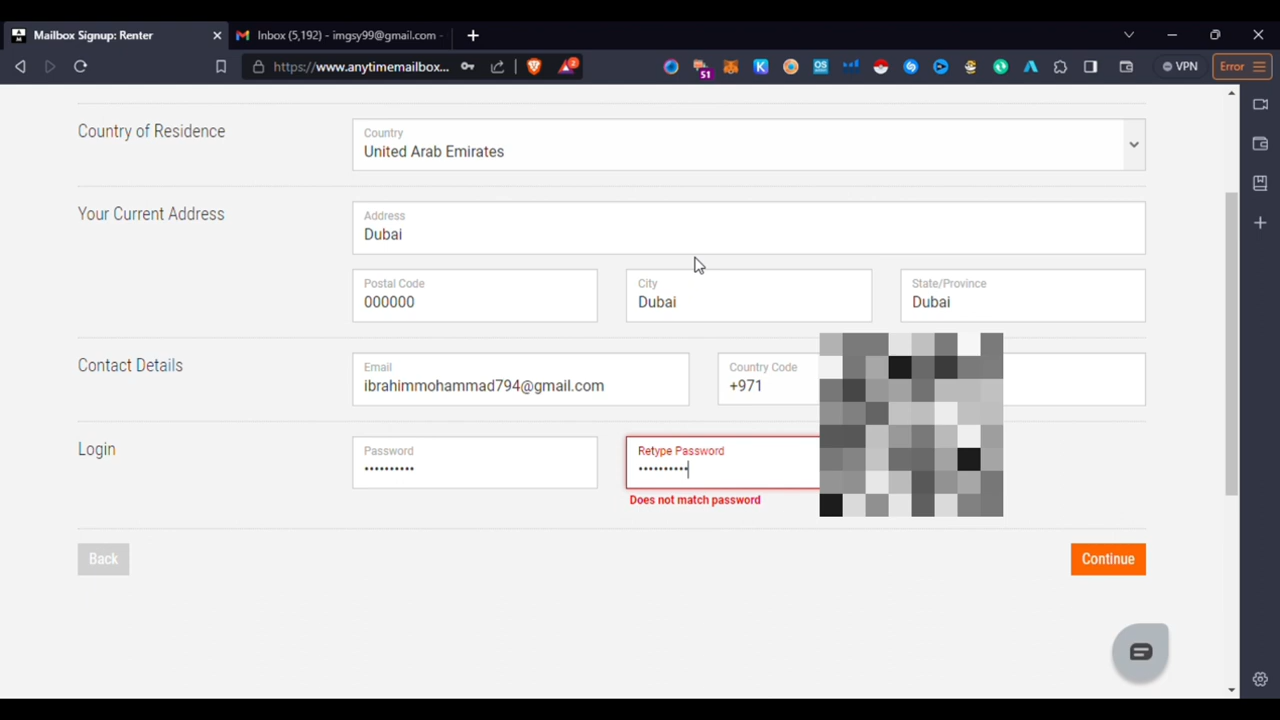 Mailbox Signup: Renter
Inbox (5,192) - imgsy99@gmail.com -
https://www.anytimemailbox...
2
51
OS
K
VPN
Error
Country of Residence
Country
United Arab Emirates
Your Current Address
Address
Dubai
Postal Code
000000
City
Dubai
State/Province
Dubai
Contact Details
Email
ibrahimmohammad794@gmail.com
Country Code
+971
Login
Password
••••••••••
Retype Password
••••••••••
Does not match password
Back
Continue